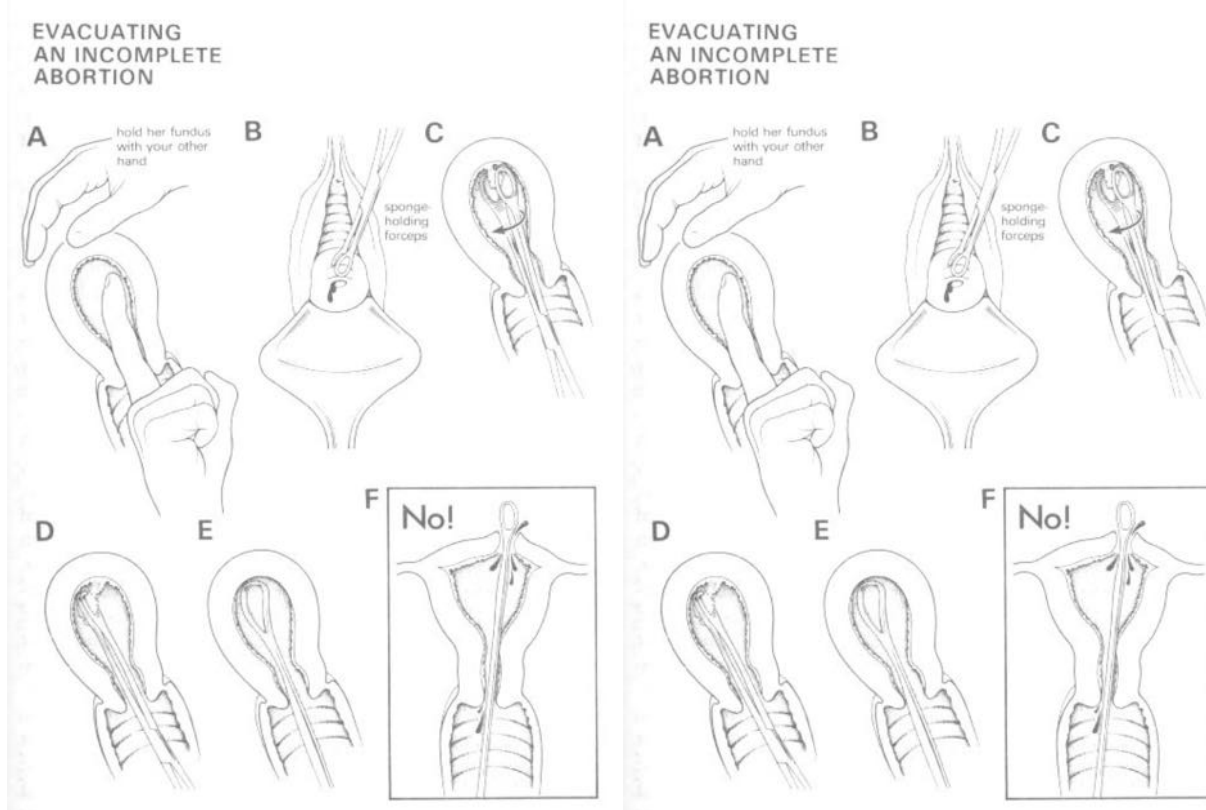 EVACUATING
AN INCOMPLETE
ABORTION
A
hold her fundus
with your other
hand
B
sponge-
holding
forceps
C
D
E
F
No!
EVACUATING
AN INCOMPLETE
ABORTION
A
hold her fundus
with your other
hand
B
sponge-
holding
forceps
C
D
E
F
No!